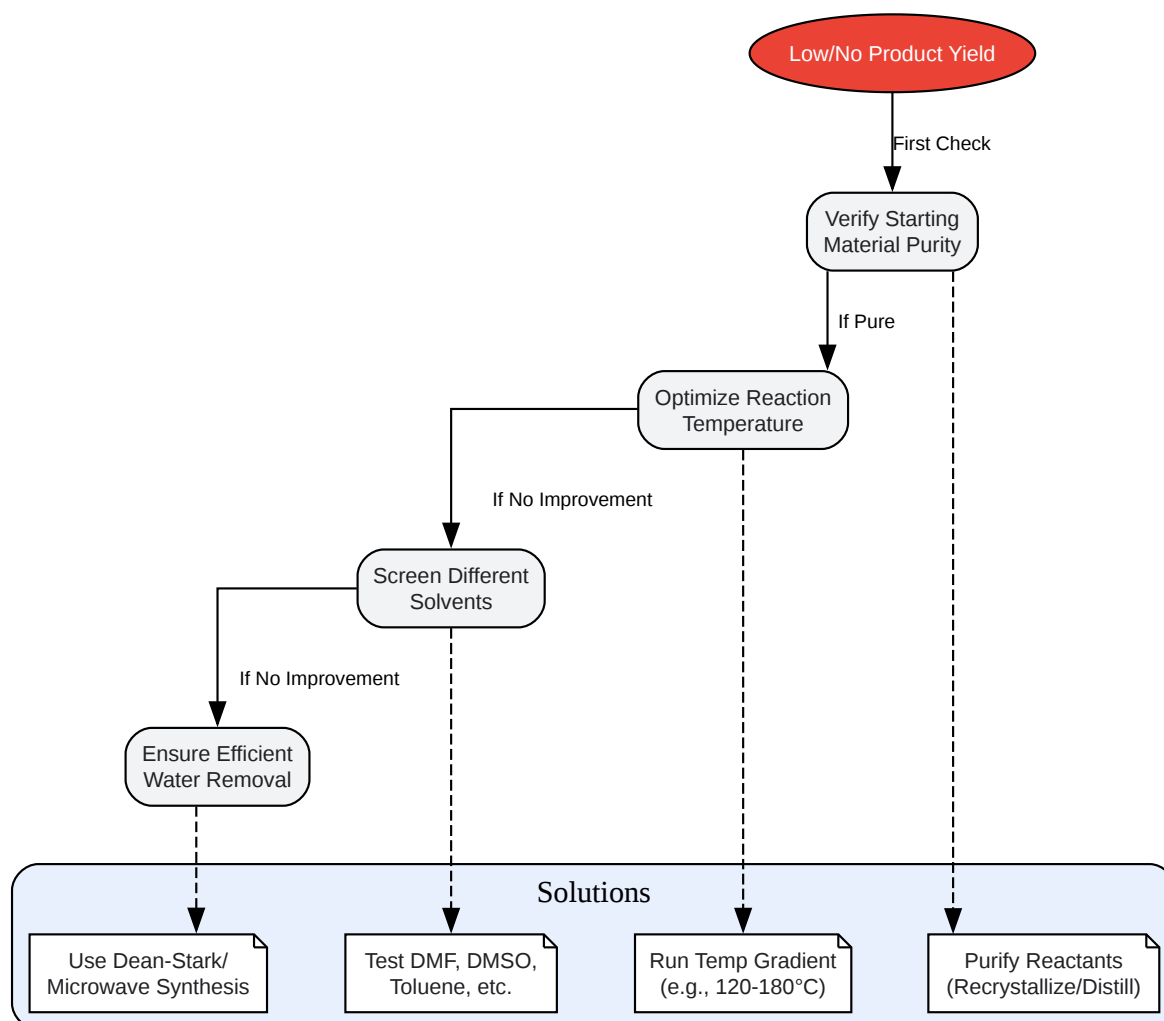 Low/No Product Yield
First Check
Verify Starting
Material Purity
If Pure
Optimize Reaction
Temperature
If No Improvement
Screen Different
Solvents
If No Improvement
Ensure Efficient
Water Removal
Solutions
Use Dean-Stark/
Microwave Synthesis
Test DMF, DMSO,
Toluene, etc.
Run Temp Gradient
(e.g., 120-180°C)
Purify Reactants
(Recrystallize/Distill)